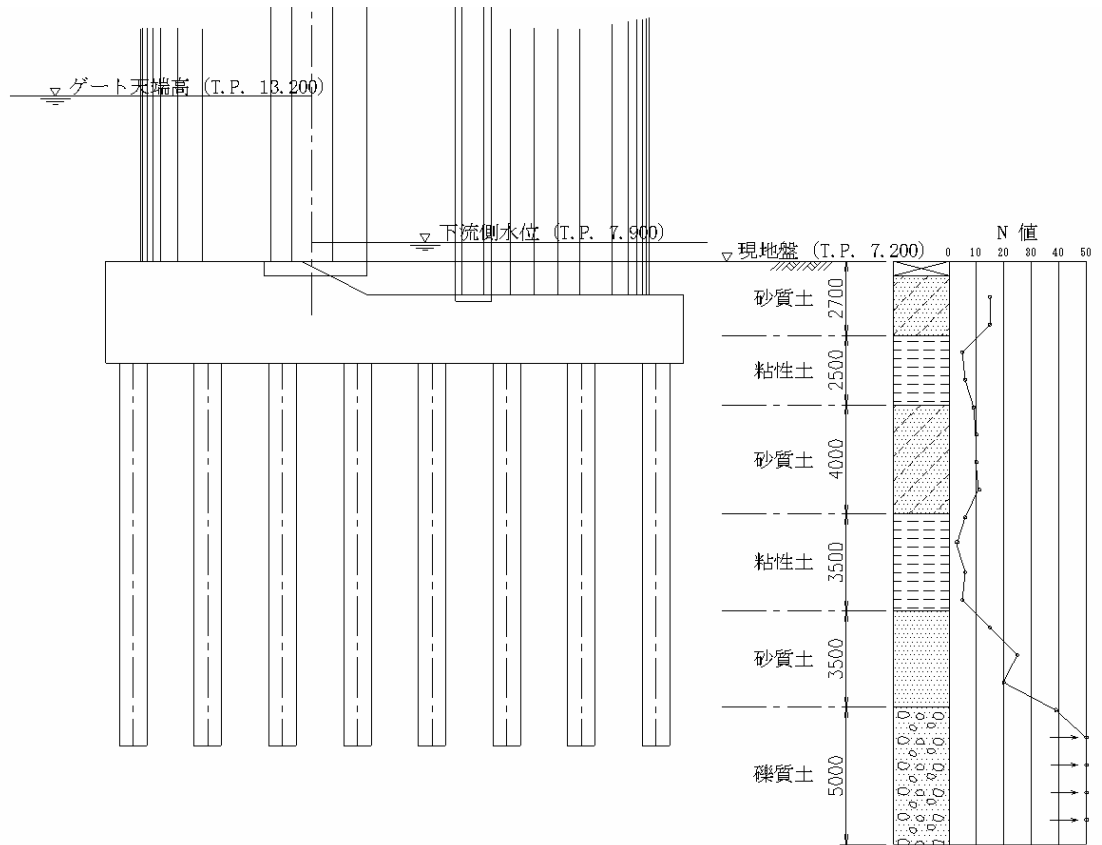 ゲート天端高 (T.P. 13.200)
下流側水位 (T.P. 7.900)
現地盤 (T.P. 7.200)
N 値
0 10 20 30 40 50
砂質土 2700
粘性土 2500
砂質土 4000
粘性土 3500
砂質土 3500
礫質土 5000